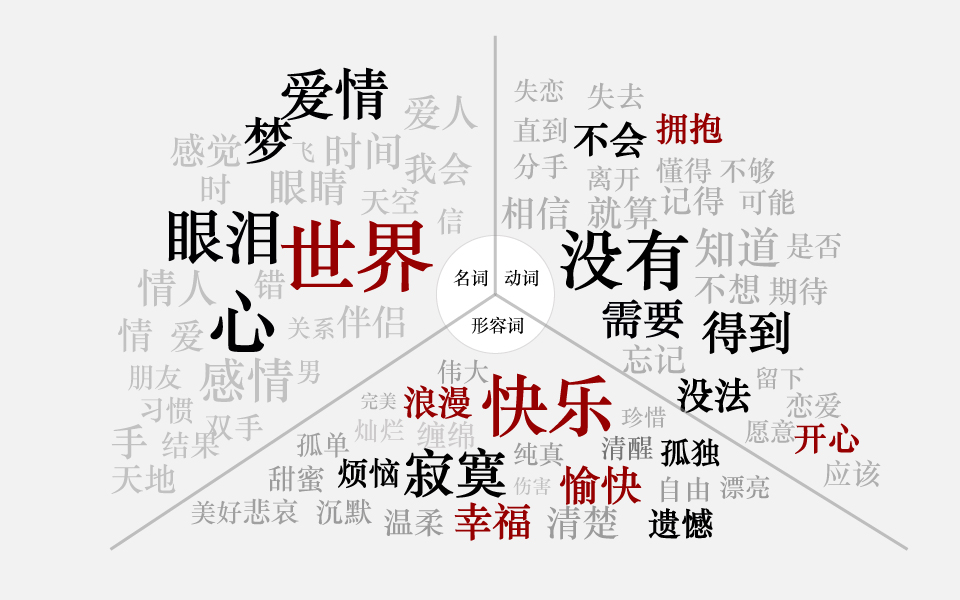 爱情
爱人
梦
感觉
飞
时间
我会
时
眼睛
天空
信
眼泪
世界
情人
错
心
关系
伴侣
情
爱
朋友
感情
男
习惯
双手
手
结果
天地
名词
动词
形容词
失恋
失去
直到
不会
拥抱
分手
离开
懂得
不够
相信
就算
记得
可能
没有
知道
是否
不想
期待
需要
得到
忘记
没法
留下
恋爱
愿意
开心
应该
伟大
完美
浪漫
快乐
珍惜
孤单
灿烂
缠绵
纯真
清醒
孤独
甜蜜
烦恼
寂寞
伤害
愉快
自由
漂亮
美好
悲哀
沉默
温柔
幸福
清楚
遗憾